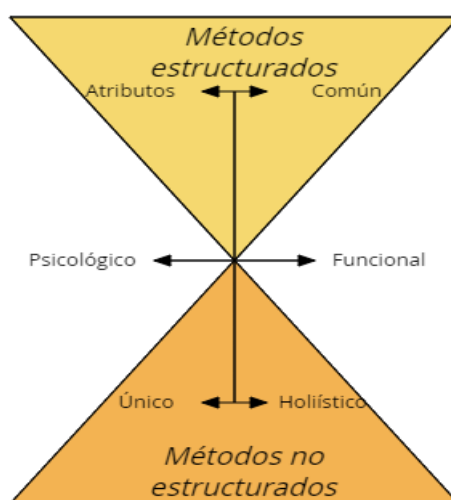 Métodos
estructurados
Atributos Común
Psicológico Funcional
Único Holiístico
Métodos no
estructurados